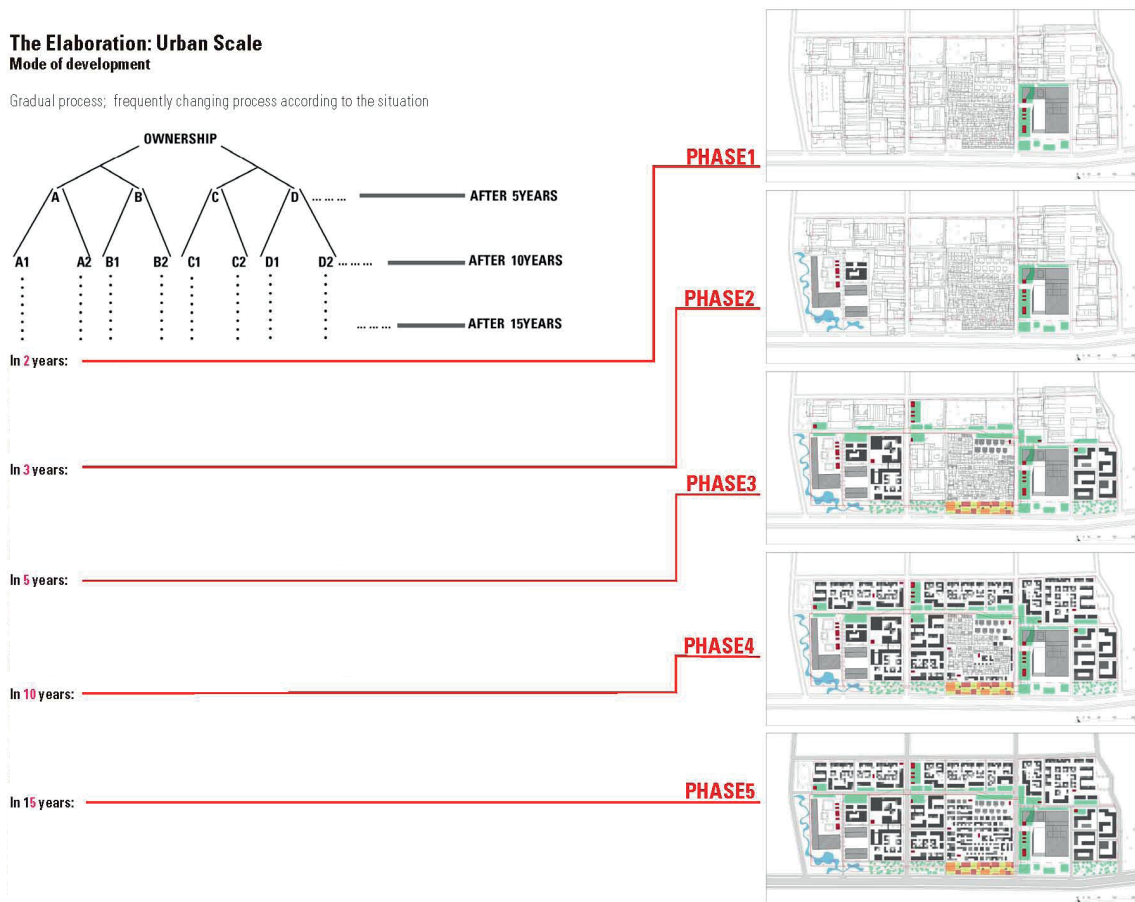 The Elaboration: Urban Scale
Mode of development
Gradual process; frequently changing process according to the situation
OWNERSHIP
A B C D ... ... ... AFTER 5YEARS
A1 A2 B1 B2 C1 C2 D1 D2 ... ... ... AFTER 10YEARS
... ... ... AFTER 15YEARS
PHASE1
In 2 years:
PHASE2
In 3 years:
PHASE3
In 5 years:
PHASE4
In 10 years:
PHASE5
In 15 years: